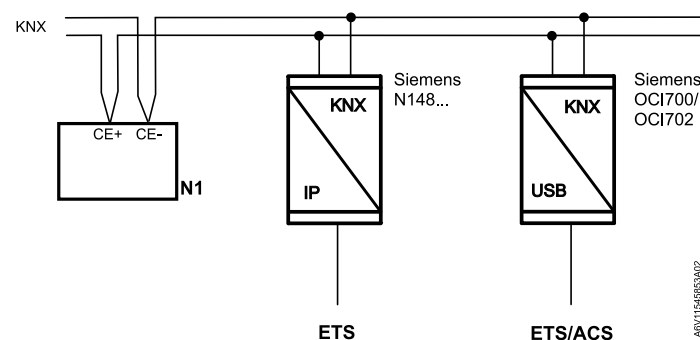 KNX
CE+ CE-
N1
KNX
IP
Siemens
N148...
ETS
KNX
USB
Siemens
OCI700/
OCI702
ETS/ACS
A6V11545853A02